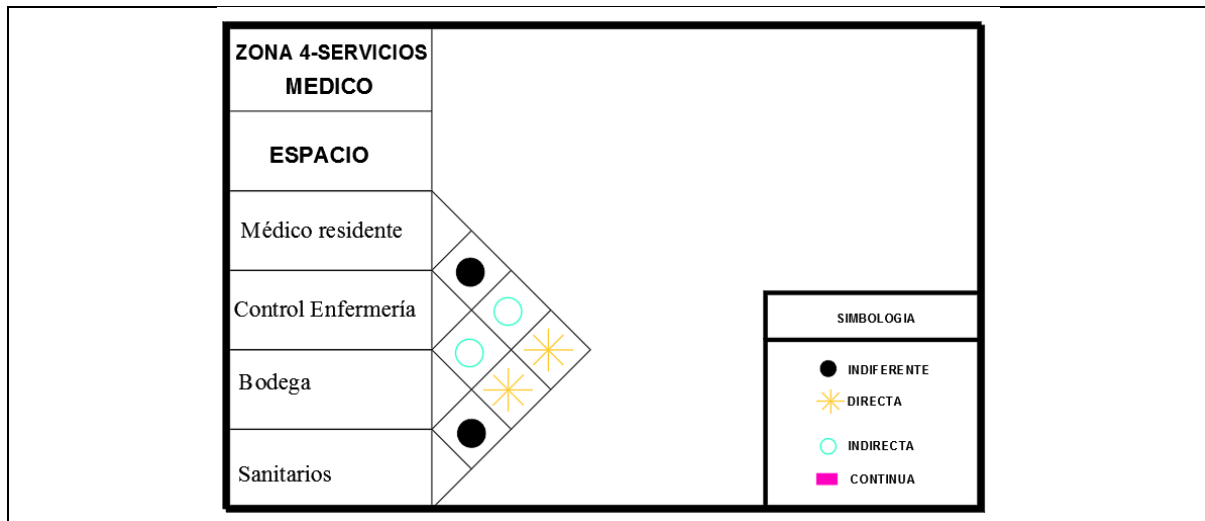 ZONA 4-SERVICIOS
MEDICO
ESPACIO
Médico residente
Control Enfermería
Bodega
Sanitarios
SIMBOLOGIA
INDIFERENTE
DIRECTA
INDIRECTA
CONTINUA